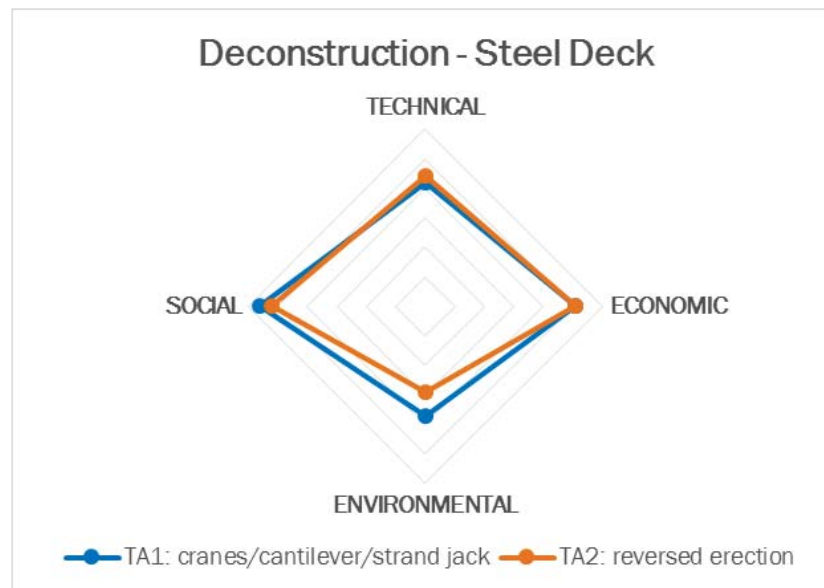 Deconstruction - Steel Deck
TECHNICAL
SOCIAL
ECONOMIC
ENVIRONMENTAL
TA1: cranes/cantilever/strand jack
TA2: reversed erection